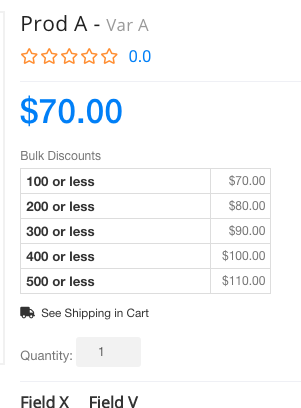 Prod A - Var A
0.0
$70.00
Bulk Discounts
100 or less $70.00
200 or less $80.00
300 or less $90.00
400 or less $100.00
500 or less $110.00
See Shipping in Cart
Quantity: 1
Field X Field V